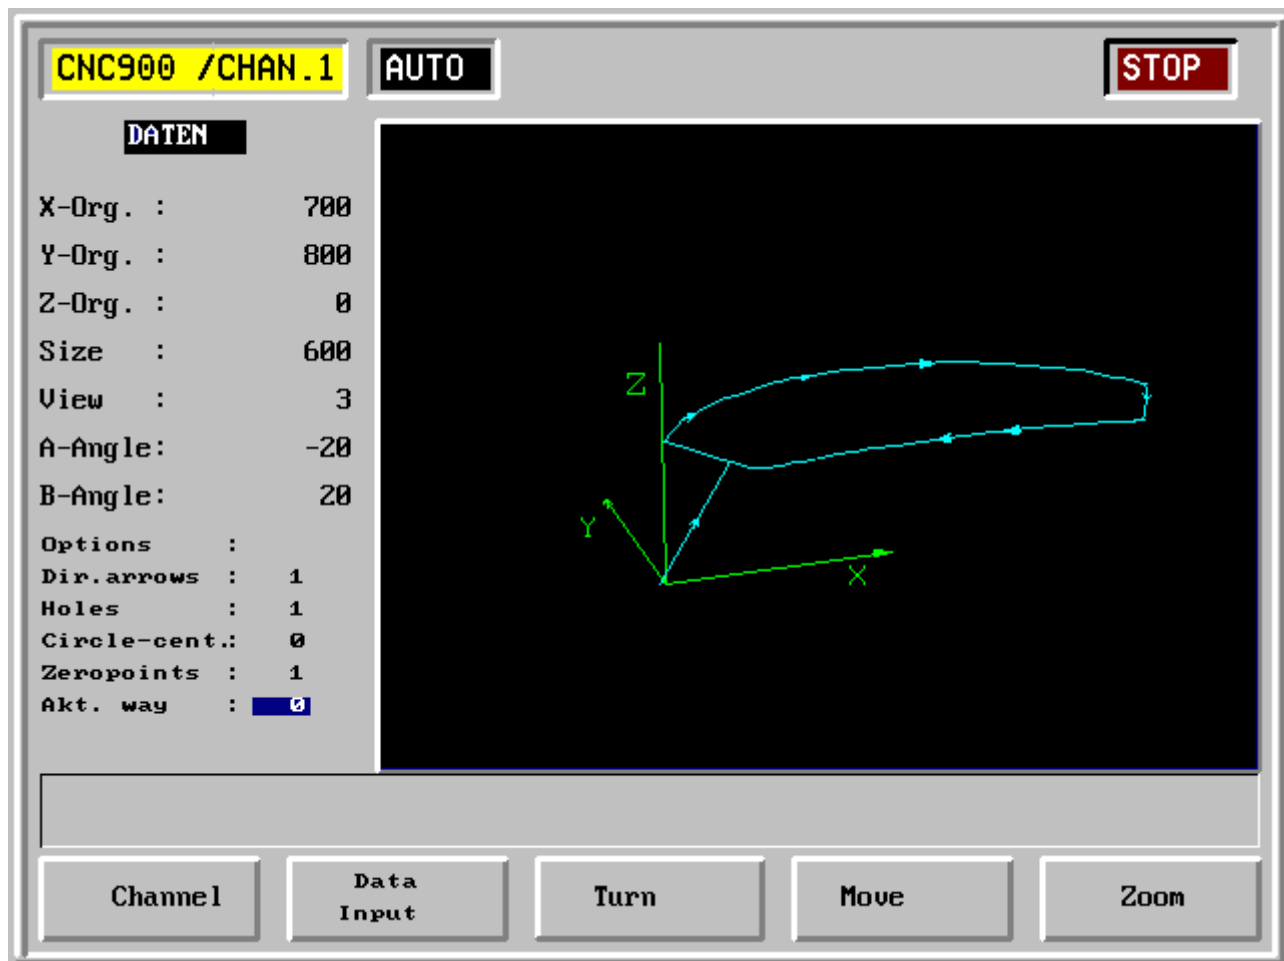 CNC900 /CHAN.1 AUTO STOP
DATEN
X-Org. : 700
Y-Org. : 800
Z-Org. : 0
Size : 600
View : 3
A-Angle: -20
B-Angle: 20
Options :
Dir.arrows : 1
Holes : 1
Circle-cent.: 0
Zeropoints : 1
Akt. way : 0
Z
Y
X
Channel
Data
Input
Turn
Move
Zoom